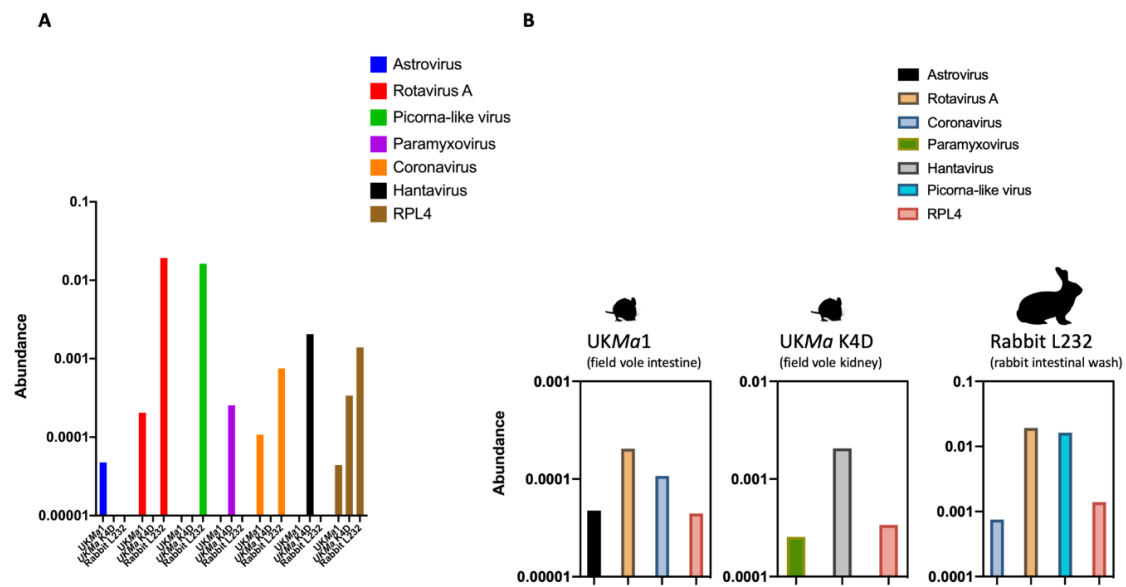 A
Astrovirus
Rotavirus A
Picorna-like virus
Paramyxovirus
Coronavirus
Hantavirus
RPL4
Abundance
0.1
0.01
0.001
0.0001
0.00001
UKMa1
UKMa K4D
Rabbit L232
UKMa1
UKMa K4D
Rabbit L232
UKMa1
UKMa K4D
Rabbit L232
UKMa1
UKMa K4D
Rabbit L232
UKMa1
UKMa K4D
Rabbit L232
UKMa1
UKMa K4D
Rabbit L232
UKMa1
UKMa K4D
Rabbit L232
B
Astrovirus
Rotavirus A
Coronavirus
Paramyxovirus
Hantavirus
Picorna-like virus
RPL4
UKMa1
(field vole intestine)
Abundance
0.001
0.0001
0.00001
UKMa K4D
(field vole kidney)
0.01
0.001
0.0001
Rabbit L232
(rabbit intestinal wash)
0.1
0.01
0.001
0.0001